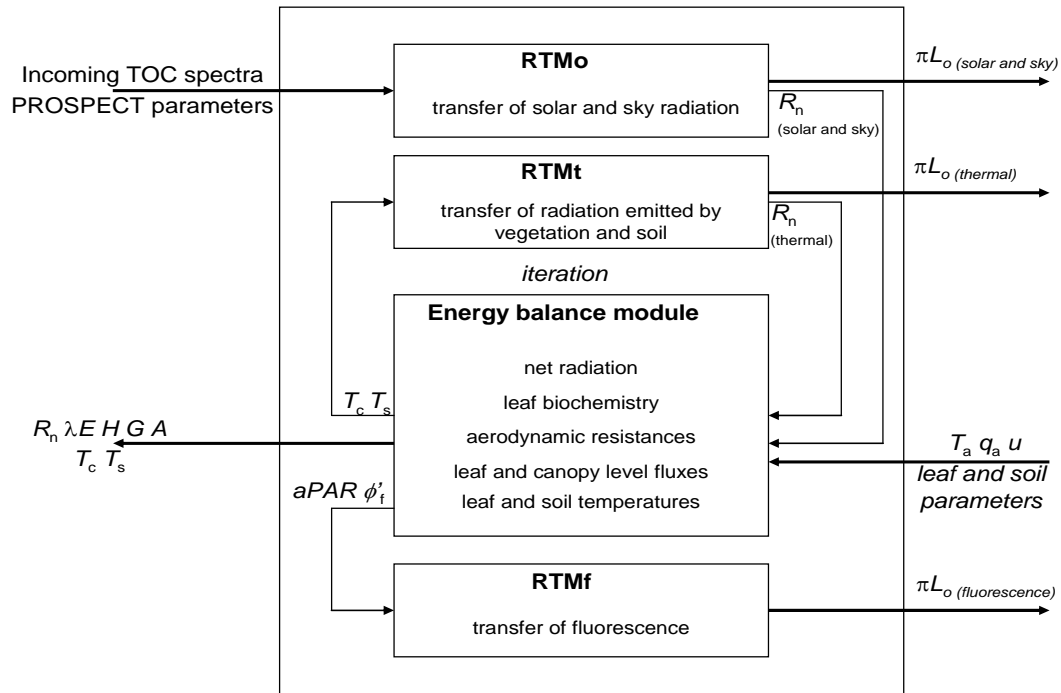 RTMo
transfer of solar and sky radiation
Incoming TOC spectra
PROSPECT parameters
πLo (solar and sky)
Rn
(solar and sky)
RTMt
transfer of radiation emitted by
vegetation and soil
πLo (thermal)
Rn
(thermal)
iteration
Energy balance module
net radiation
leaf biochemistry
aerodynamic resistances
leaf and canopy level fluxes
leaf and soil temperatures
Tc Ts
Rn λE H G A
Tc Ts
aPAR ϕ'f
Ta qa u
leaf and soil
parameters
RTMf
transfer of fluorescence
πLo (fluorescence)